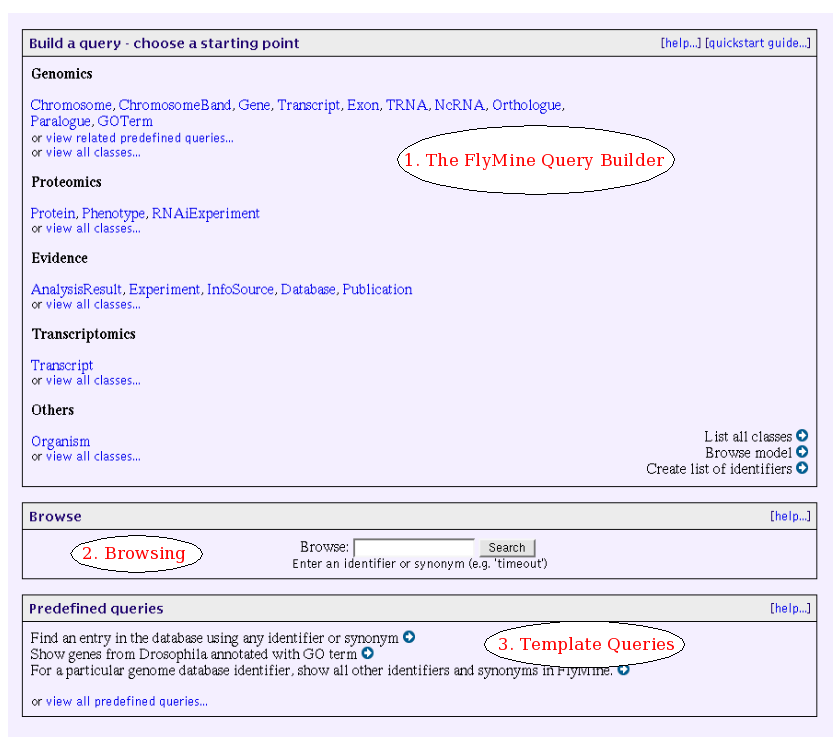 Build a query - choose a starting point [help...] [quickstart guide...]
Genomics
Chromosome, ChromosomeBand, Gene, Transcript, Exon, TRNA, NcRNA, Orthologue,
Paralogue, GOTerm
or view related predefined queries...
or view all classes...
1. The FlyMine Query Builder
Proteomics
Protein, Phenotype, RNAiExperiment
or view all classes...
Evidence
AnalysisResult, Experiment, InfoSource, Database, Publication
or view all classes...
Transcriptomics
Transcript
or view all classes...
Others
Organism
or view all classes...
List all classes
Browse model
Create list of identifiers
Browse [help...]
2. Browsing
Browse: Search
Enter an identifier or synonym (e.g. 'timeout')
Predefined queries [help...]
Find an entry in the database using any identifier or synonym
Show genes from Drosophila annotated with GO term
For a particular genome database identifier, show all other identifiers and synonyms in FlyMine.
3. Template Queries
or view all predefined queries...